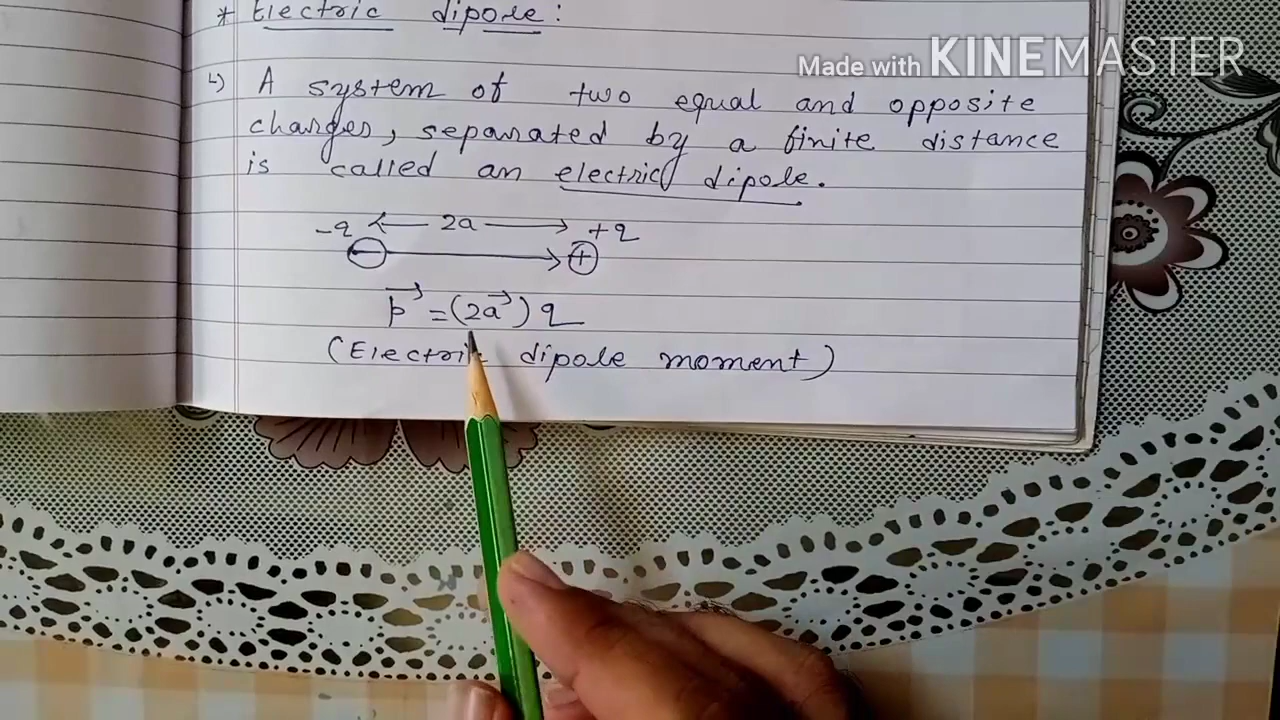 * Electric dipole:
Made with KINEMASTER
↳) A system of two equal and opposite
charges, separated by a finite distance
is called an electric dipole.
-q ← 2a → +q
- +
p⃗ = (2a⃗) q
(Electric dipole moment)